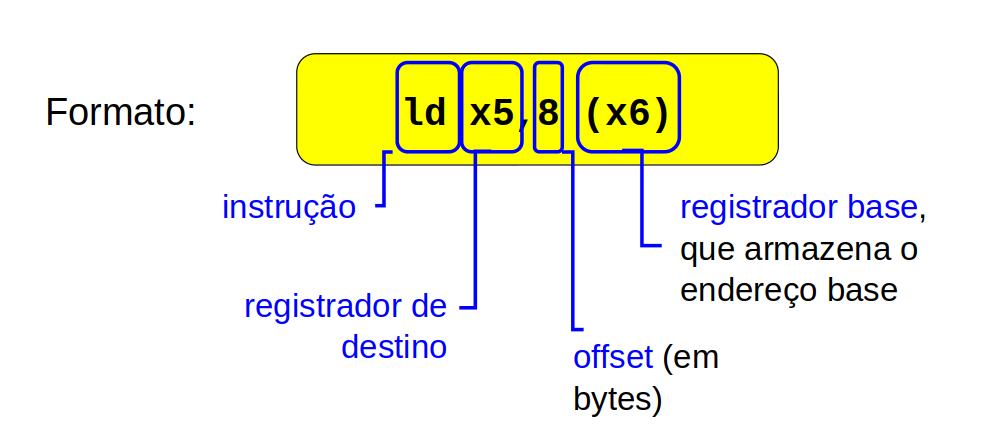 Formato:
ld x5,8 (x6)
instrução
registrador base,
que armazena o
endereço base
registrador de
destino
offset (em
bytes)